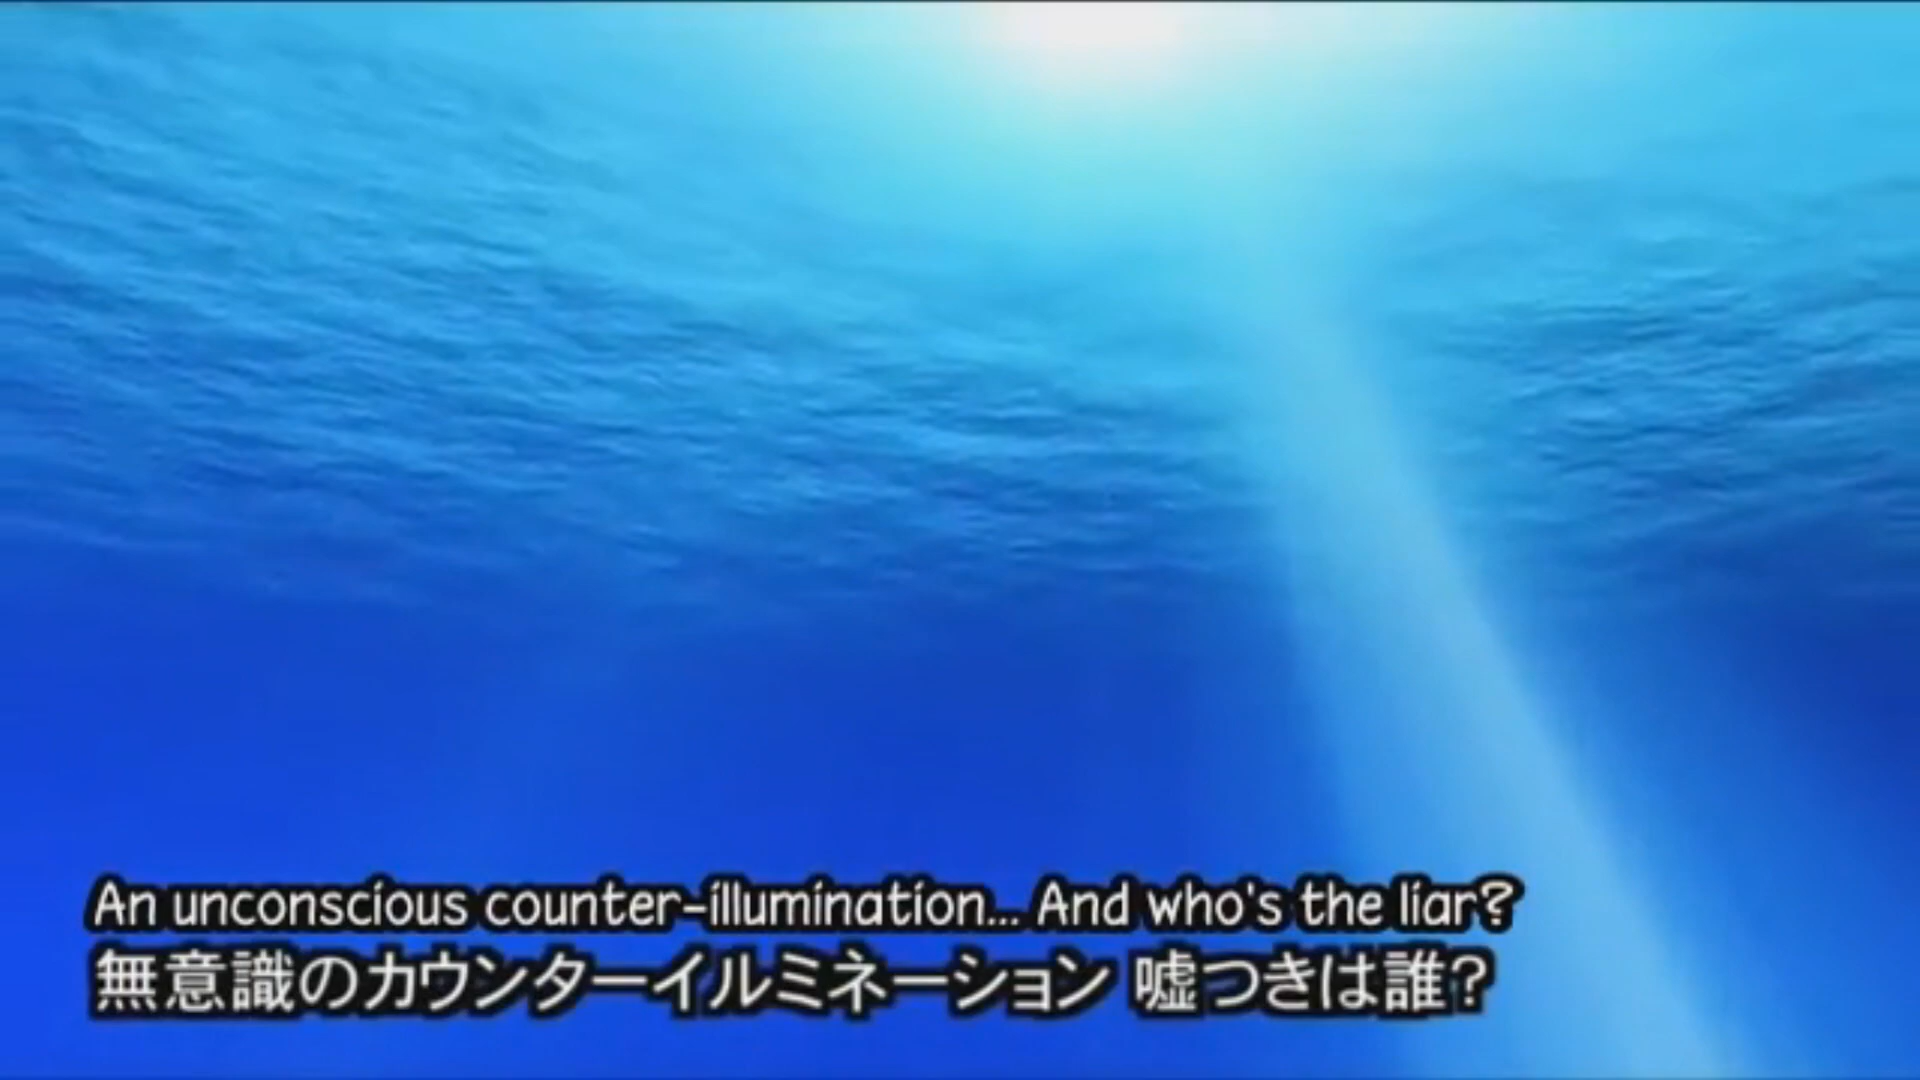 An unconscious counter-illumination... And who's the liar?
無意識のカウンターイルミネーション 嘘つきは誰?